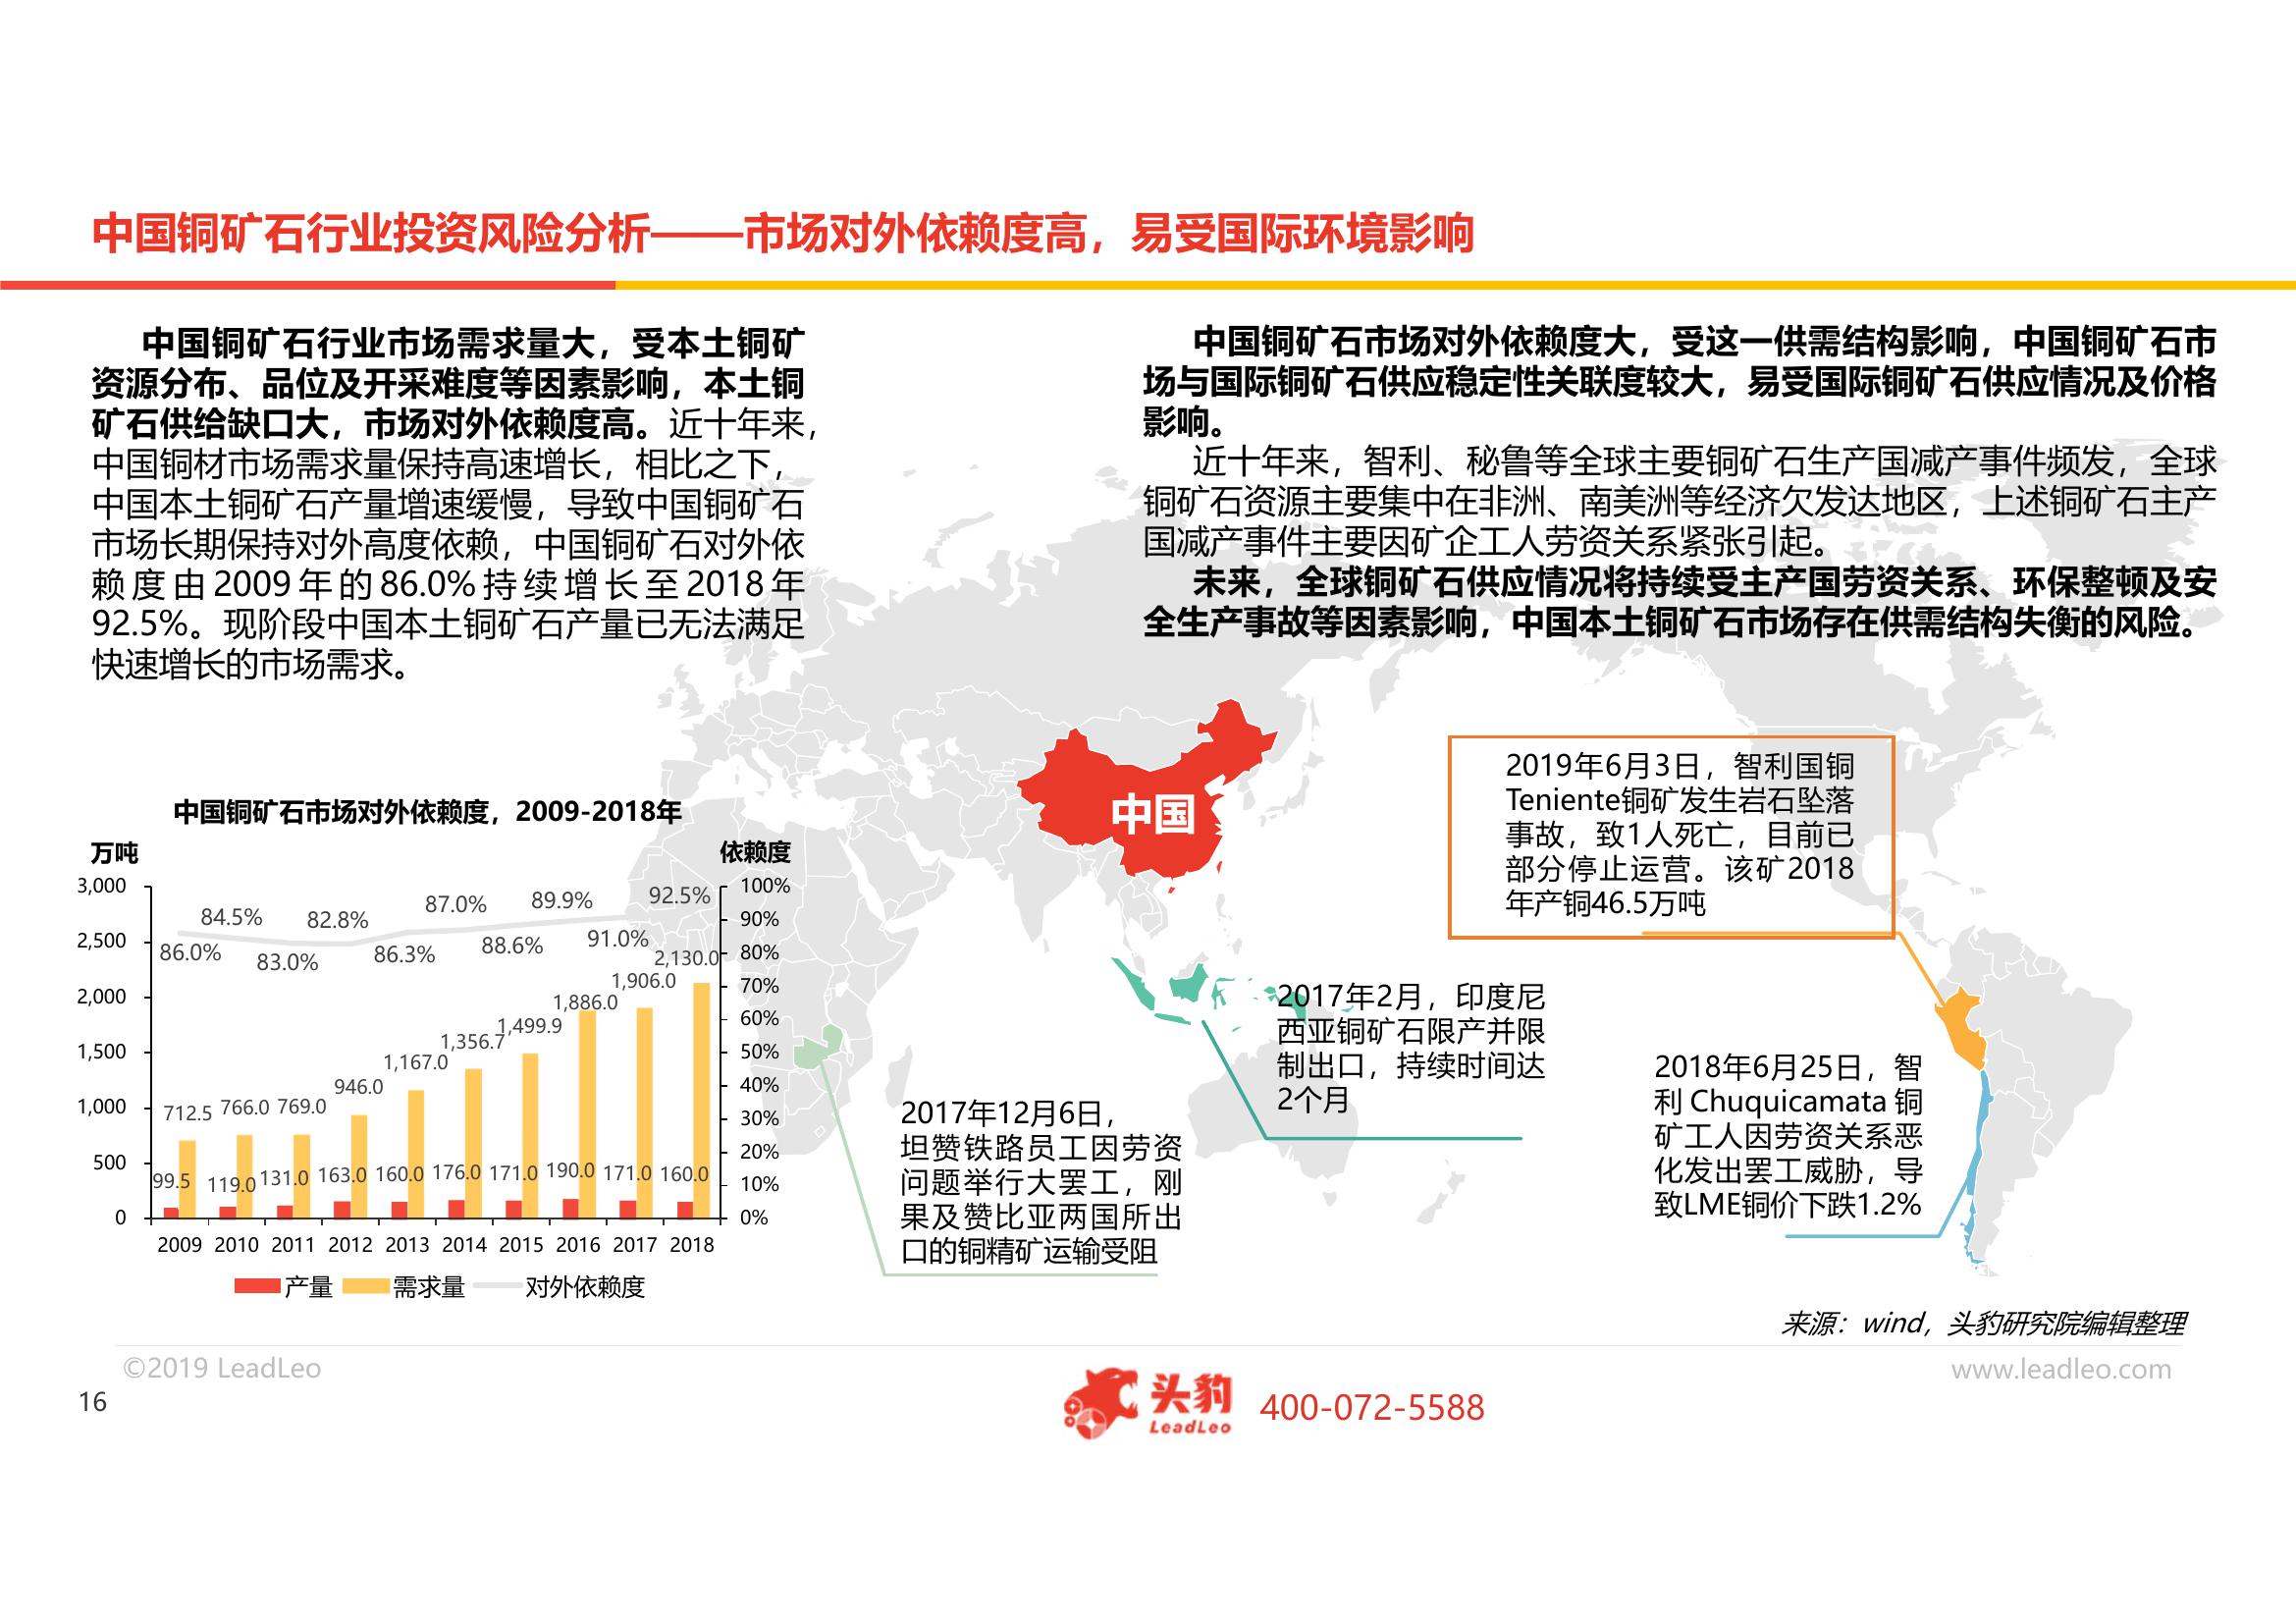 中国铜矿石行业投资风险分析——市场对外依赖度高，易受国际环境影响
中国铜矿石行业市场需求量大，受本土铜矿
资源分布、品位及开采难度等因素影响，本土铜
矿石供给缺口大，市场对外依赖度高。近十年来，
中国铜材市场需求量保持高速增长，相比之下，
中国本土铜矿石产量增速缓慢，导致中国铜矿石
市场长期保持对外高度依赖，中国铜矿石对外依
赖度由2009年的86.0%持续增长至2018年
92.5%。现阶段中国本土铜矿石产量已无法满足
快速增长的市场需求。
中国铜矿石市场对外依赖度大，受这一供需结构影响，中国铜矿石市
场与国际铜矿石供应稳定性关联度较大，易受国际铜矿石供应情况及价格
影响。
近十年来，智利、秘鲁等全球主要铜矿石生产国减产事件频发，全球
铜矿石资源主要集中在非洲、南美洲等经济欠发达地区，上述铜矿石主产
国减产事件主要因矿企工人劳资关系紧张引起。
未来，全球铜矿石供应情况将持续受主产国劳资关系、环保整顿及安
全生产事故等因素影响，中国本土铜矿石市场存在供需结构失衡的风险。
中国铜矿石市场对外依赖度，2009-2018年
万吨
依赖度
3,000
2,500
2,000
1,500
1,000
500
0
100%
90%
80%
70%
60%
50%
40%
30%
20%
10%
0%
86.0%
84.5%
83.0%
82.8%
86.3%
87.0%
88.6%
89.9%
91.0%
92.5%
712.5
766.0
769.0
946.0
1,167.0
1,356.7
1,499.9
1,886.0
1,906.0
2,130.0
99.5
119.0
131.0
163.0
160.0
176.0
171.0
190.0
171.0
160.0
2009 2010 2011 2012 2013 2014 2015 2016 2017 2018
产量 需求量 对外依赖度
中国
2019年6月3日，智利国铜
Teniente铜矿发生岩石坠落
事故，致1人死亡，目前已
部分停止运营。该矿2018
年产铜46.5万吨
2017年2月，印度尼
西亚铜矿石限产并限
制出口，持续时间达
2个月
2018年6月25日，智
利 Chuquicamata 铜
矿工人因劳资关系恶
化发出罢工威胁，导
致LME铜价下跌1.2%
2017年12月6日，
坦赞铁路员工因劳资
问题举行大罢工，刚
果及赞比亚两国所出
口的铜精矿运输受阻
来源：wind，头豹研究院编辑整理
©2019 LeadLeo
www.leadleo.com
16
头豹
LeadLeo
400-072-5588